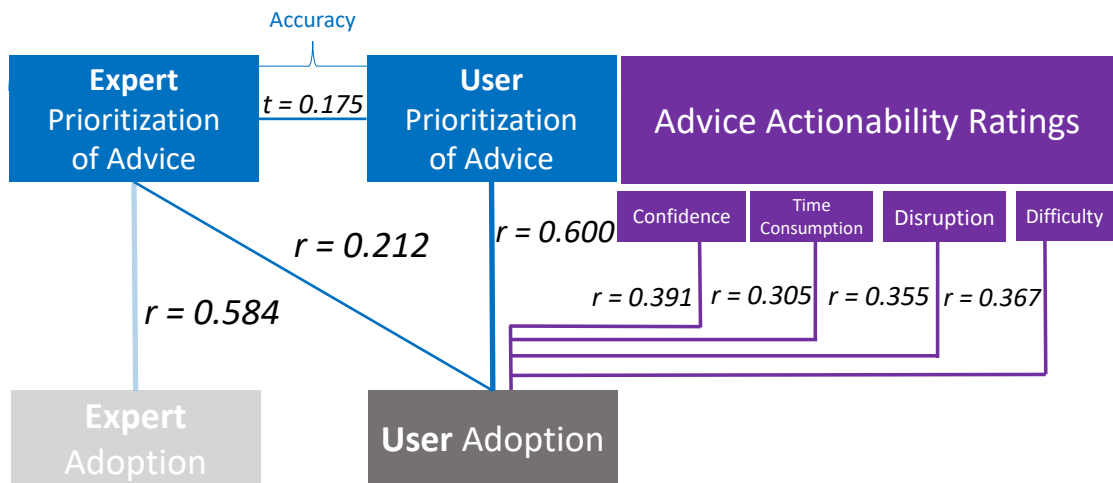 Accuracy
Expert
Prioritization
of Advice
t = 0.175
User
Prioritization
of Advice
Advice Actionability Ratings
Confidence
Time
Consumption
Disruption
Difficulty
r = 0.212
r = 0.600
r = 0.584
r = 0.391
r = 0.305
r = 0.355
r = 0.367
Expert
Adoption
User Adoption